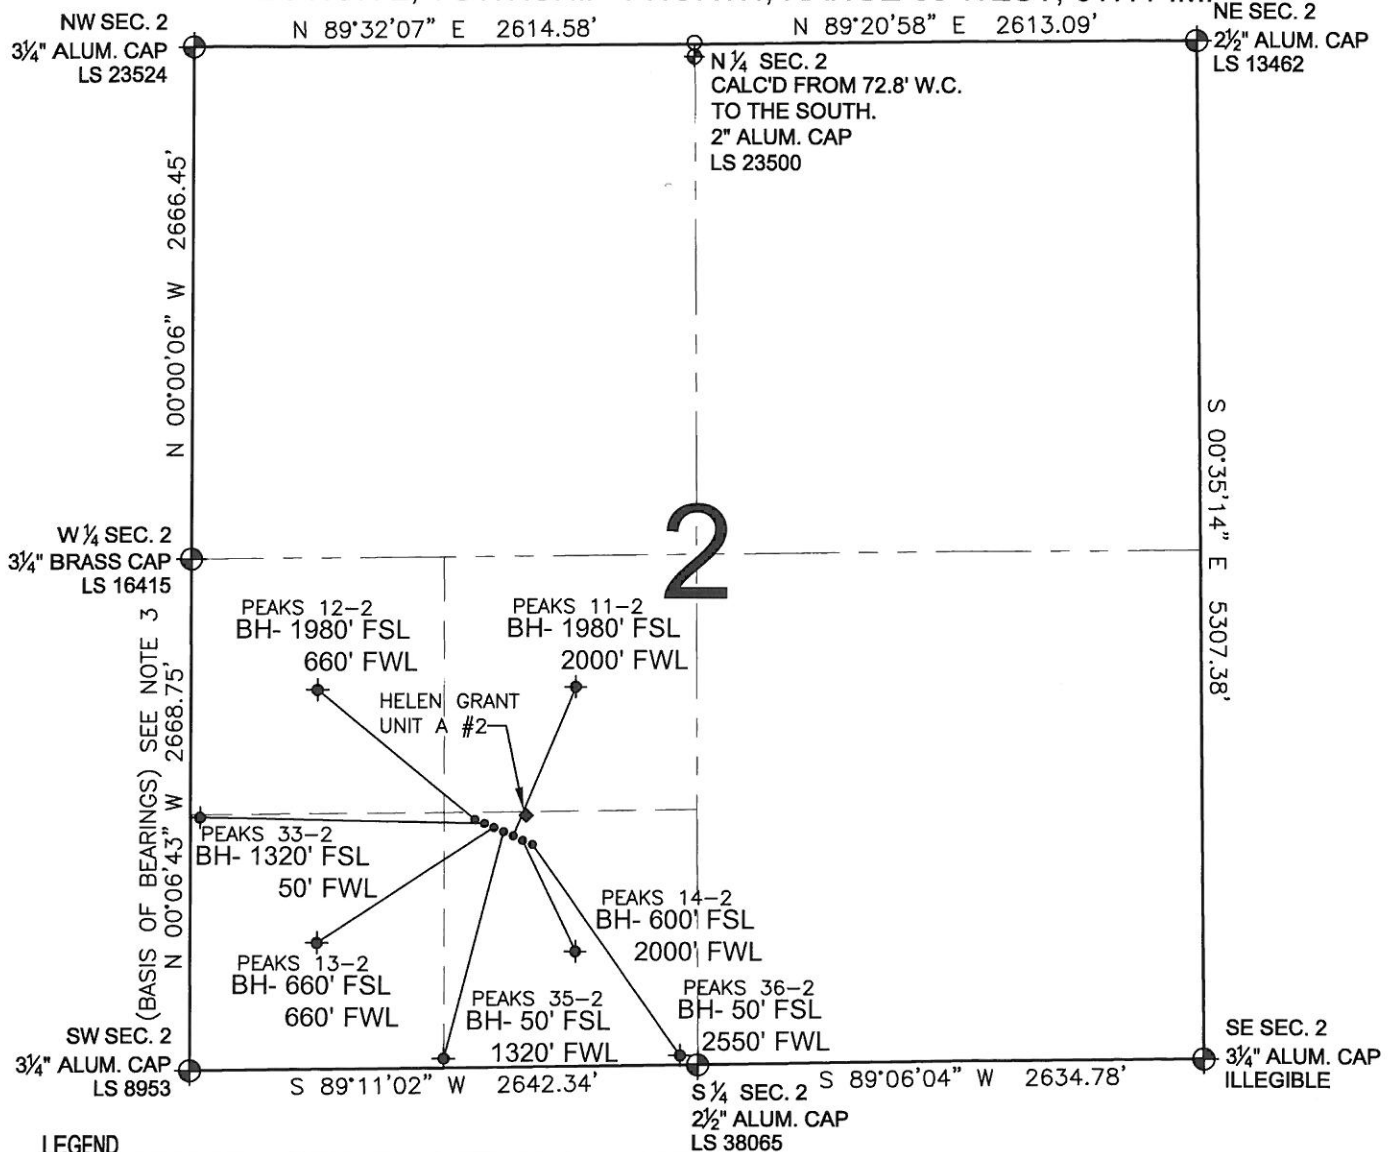 N 89°32'07" E 2614.58'
N 89°20'58" E 2613.09'
NW SEC. 2
3¼" ALUM. CAP
LS 23524
NE SEC. 2
2½" ALUM. CAP
LS 13462
N ¼ SEC. 2
CALC'D FROM 72.8' W.C.
TO THE SOUTH.
2" ALUM. CAP
LS 23500
N 00°00'06" W 2666.45'
S 00°35'14" E 5307.38'
2
W ¼ SEC. 2
3¼" BRASS CAP
LS 16415
(BASIS OF BEARINGS) SEE NOTE 3
N 00°06'43" W 2668.75'
PEAKS 12-2
BH- 1980' FSL
660' FWL
PEAKS 11-2
BH- 1980' FSL
2000' FWL
HELEN GRANT
UNIT A #2
PEAKS 33-2
BH- 1320' FSL
50' FWL
PEAKS 14-2
BH- 600' FSL
2000' FWL
PEAKS 13-2
BH- 660' FSL
660' FWL
PEAKS 35-2
BH- 50' FSL
1320' FWL
PEAKS 36-2
BH- 50' FSL
2550' FWL
SW SEC. 2
3¼" ALUM. CAP
LS 8953
SE SEC. 2
3¼" ALUM. CAP
ILLEGIBLE
S 89°11'02" W 2642.34'
S 89°06'04" W 2634.78'
S ¼ SEC. 2
2½" ALUM. CAP
LS 38065
LEGEND